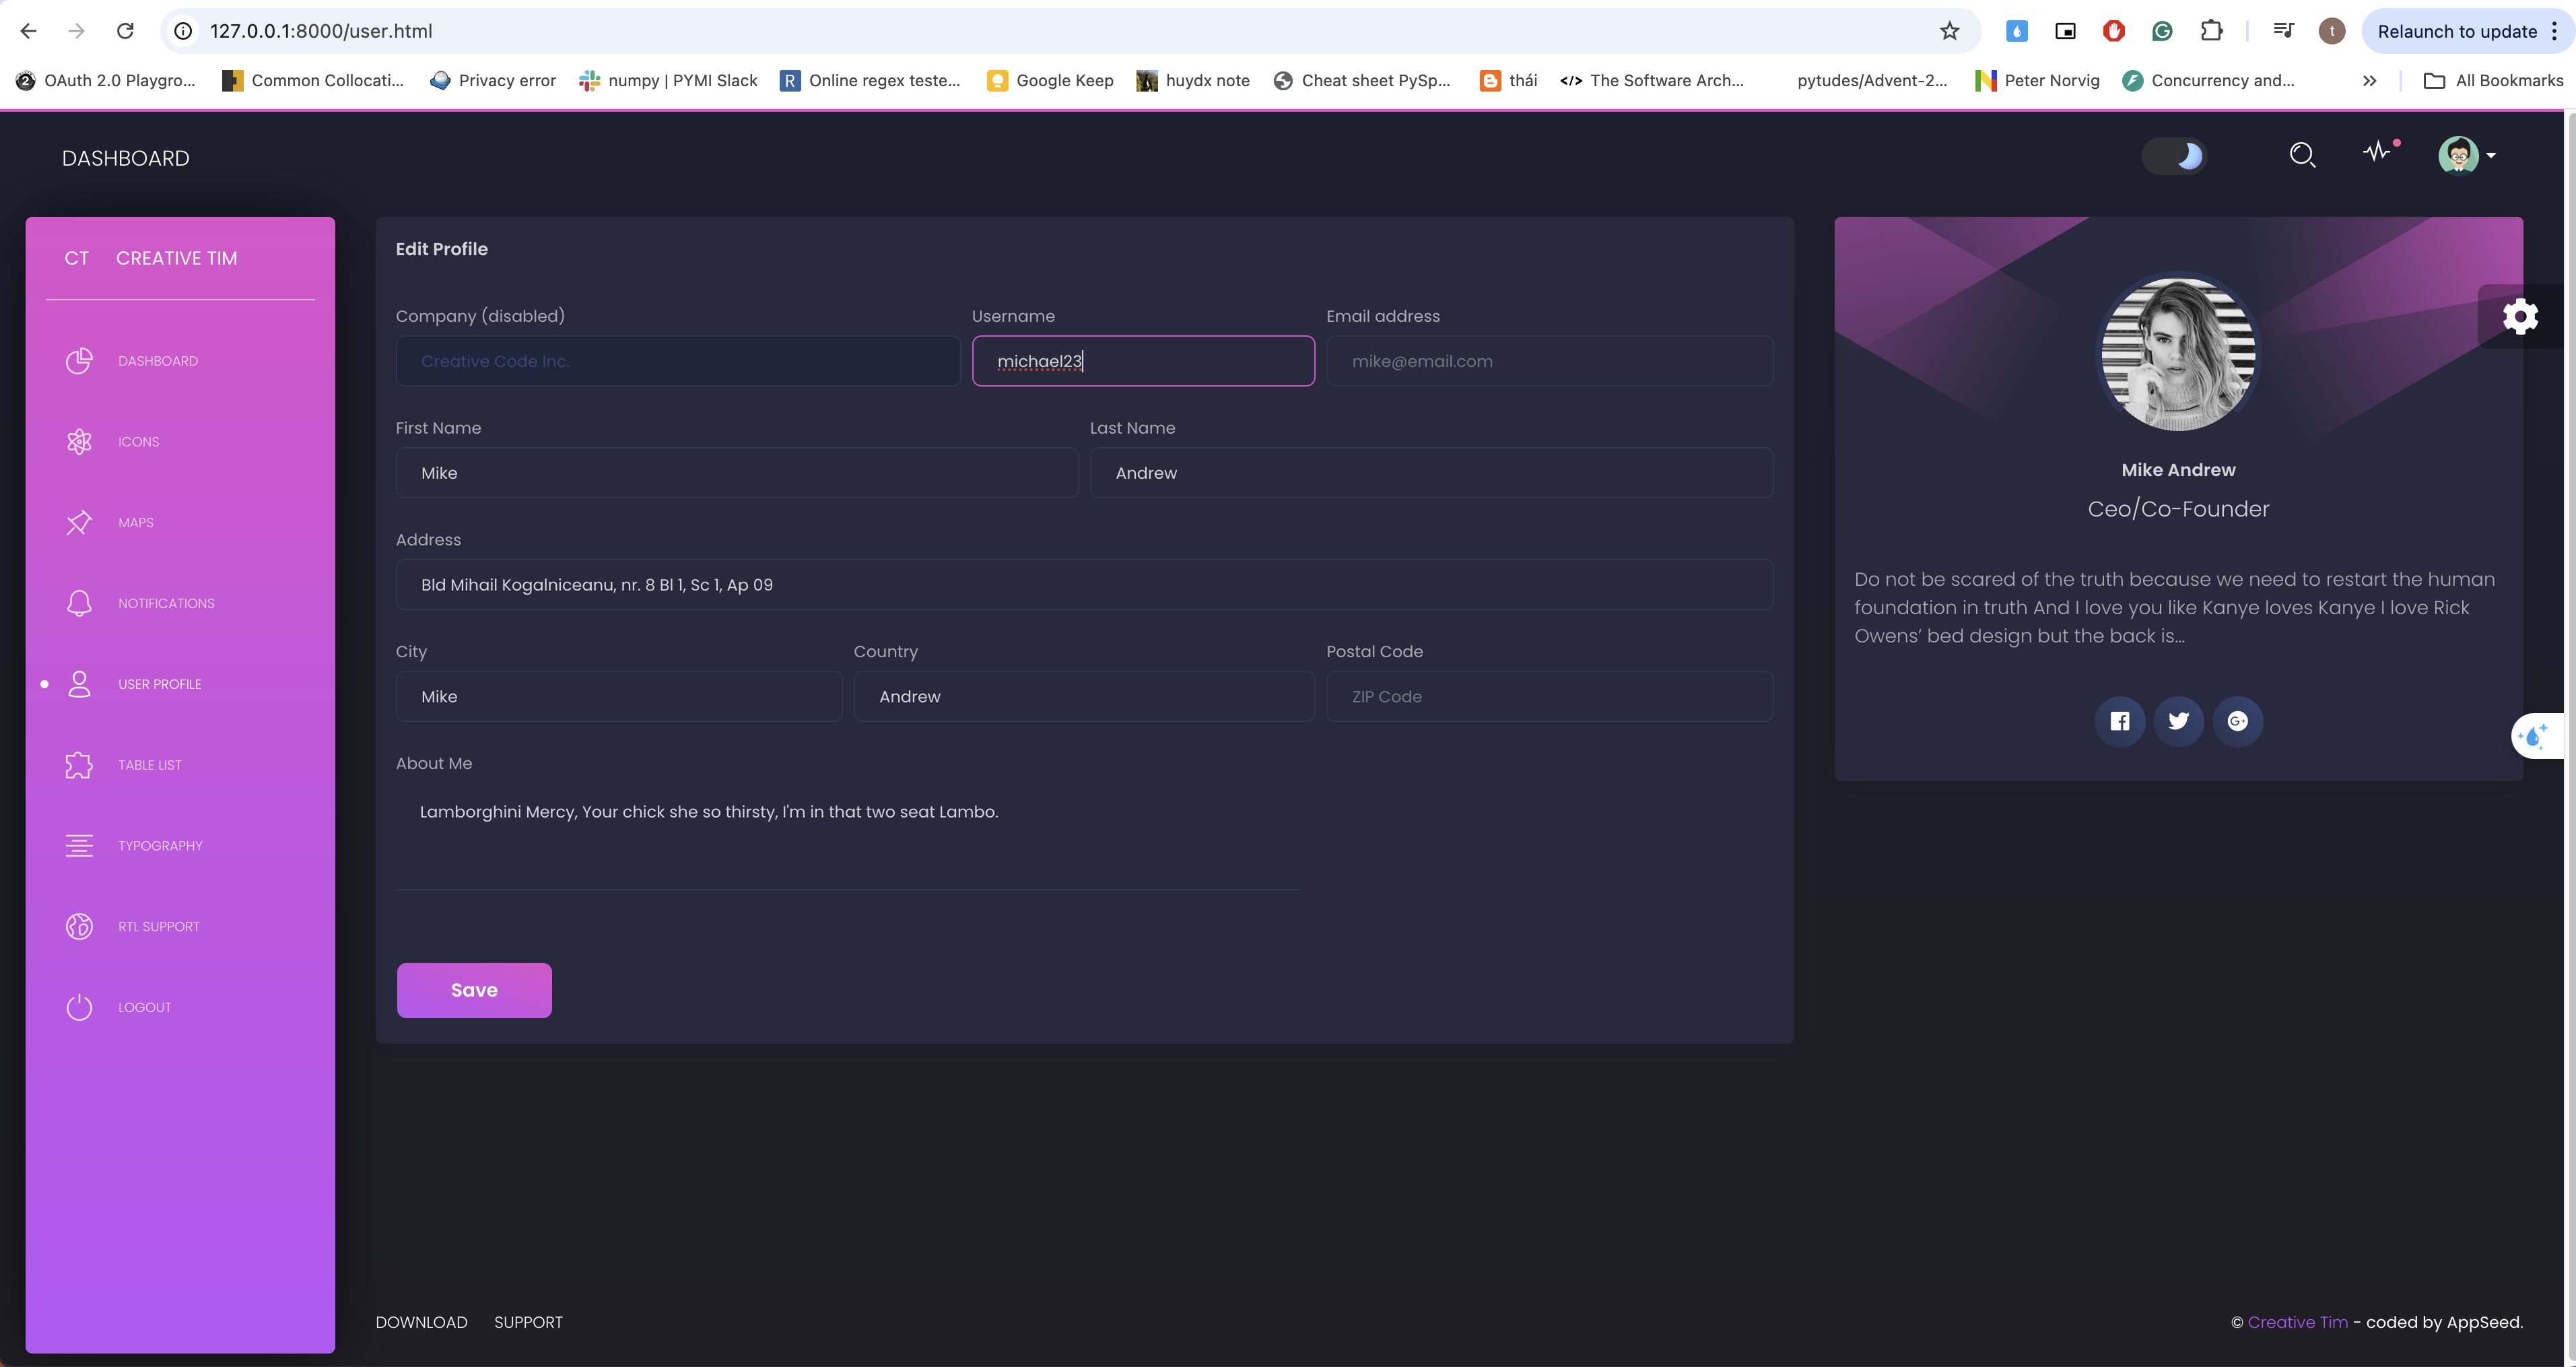 127.0.0.1:8000/user.html
t
Relaunch to update
OAuth 2.0 Playgro...
Common Collocati...
Privacy error
numpy | PYMI Slack
R
Online regex teste...
Google Keep
huydx note
Cheat sheet PySp...
thái
</> The Software Arch...
pytudes/Advent-2...
Peter Norvig
Concurrency and...
»
All Bookmarks
DASHBOARD
CT CREATIVE TIM
DASHBOARD
ICONS
MAPS
NOTIFICATIONS
USER PROFILE
TABLE LIST
TYPOGRAPHY
RTL SUPPORT
LOGOUT
Edit Profile
Company (disabled) Username Email address
Creative Code Inc. michael23 mike@email.com
First Name Last Name
Mike Andrew
Address
Bld Mihail Kogalniceanu, nr. 8 Bl 1, Sc 1, Ap 09
City Country Postal Code
Mike Andrew ZIP Code
About Me
Lamborghini Mercy, Your chick she so thirsty, I'm in that two seat Lambo.
Save
Mike Andrew
Ceo/Co-Founder
Do not be scared of the truth because we need to restart the human
foundation in truth And I love you like Kanye loves Kanye I love Rick
Owens’ bed design but the back is...
G+
DOWNLOAD SUPPORT
© Creative Tim - coded by AppSeed.